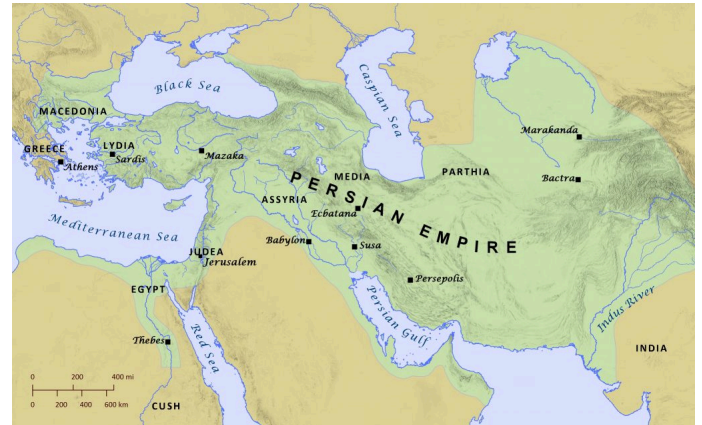 Black Sea
Caspian Sea
MACEDONIA
GREECE
Athens
LYDIA
Sardis
Mazaka
Marakanda
MEDIA
PARTHIA
Bactra
PERSIAN EMPIRE
ASSYRIA
Ecbatana
Mediterranean Sea
Babylon
Susa
JUDEA
Jerusalem
Persepolis
EGYPT
Indus River
Persian Gulf
Red Sea
Thebes
INDIA
0 200 400 mi
0 200 400 600 km
CUSH